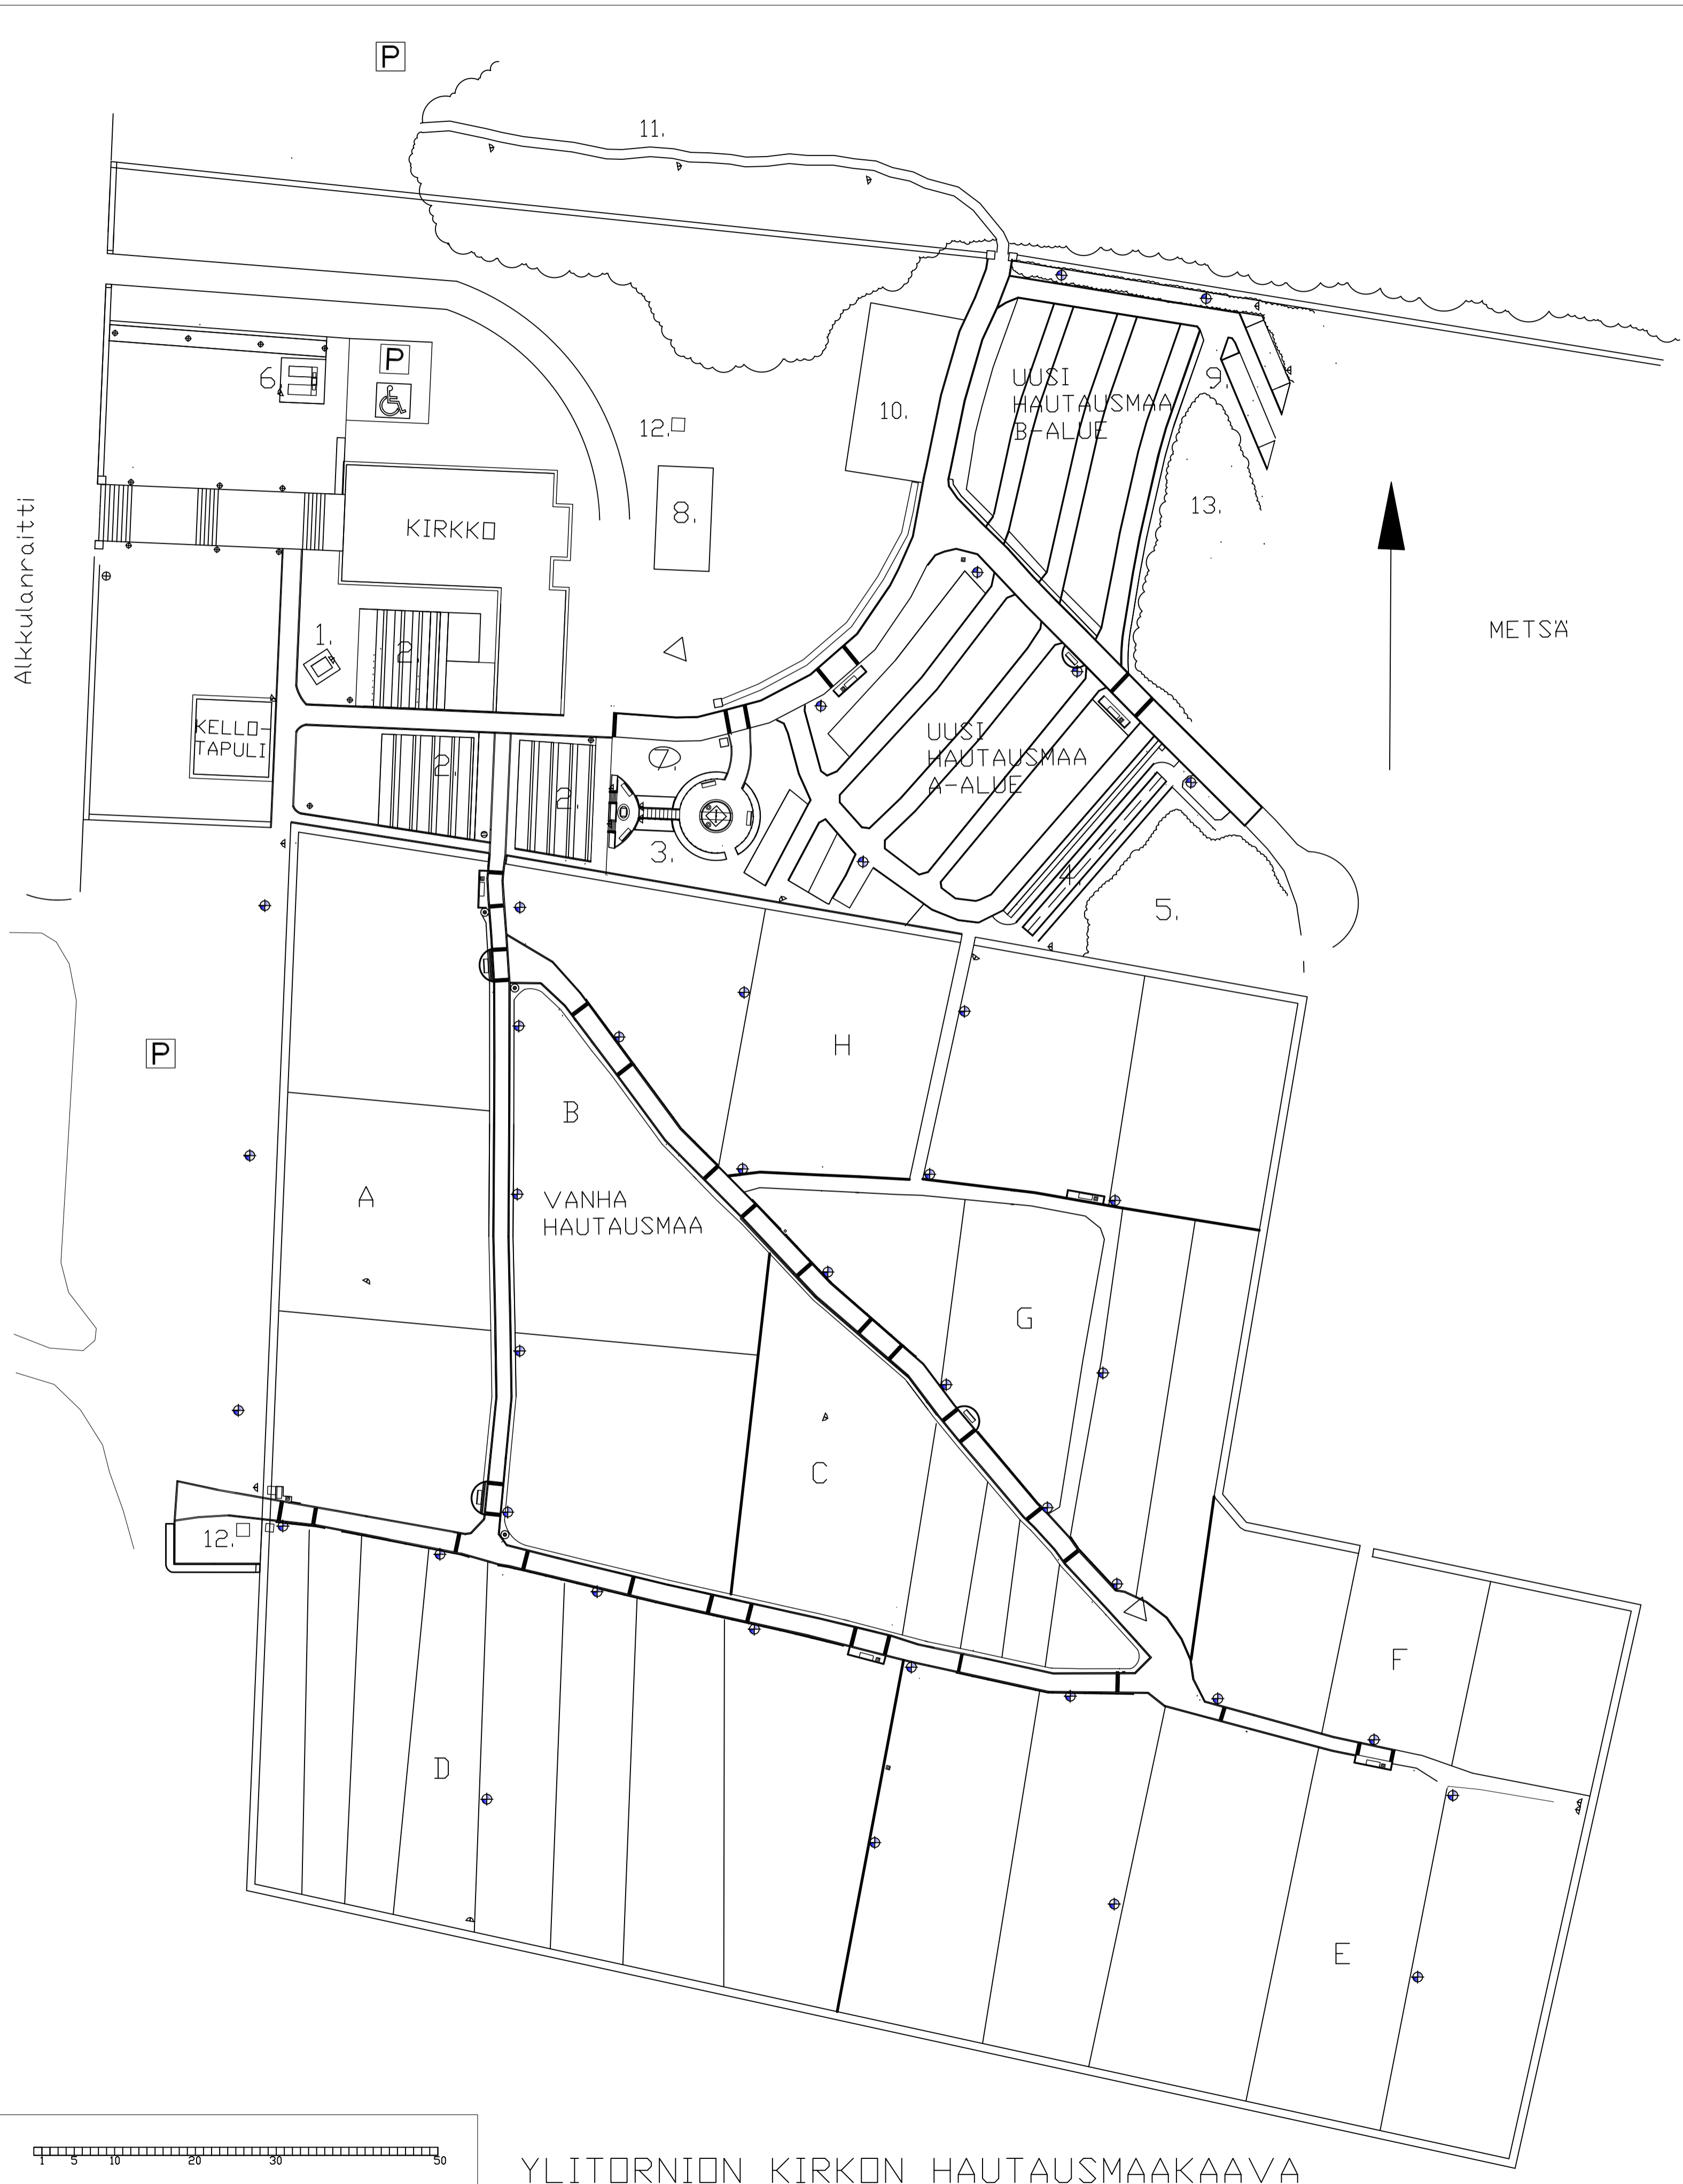 P
11.
P
6.
12.
10.
UUSI
HAUTAUSMAA
B-ALUE
9.
8.
13.
KIRKKO
Alkkulanraitti
METSÄ
1.
2.
KELLO-
TAPULI
2.
2.
7.
3.
UUSI
HAUTAUSMAA
A-ALUE
4.
5.
P
H
B
A
VANHA
HAUTAUSMAA
G
C
12.
F
D
E
1 5 10 20 30 50
YLITORNION KIRKON HAUTAUSMAAKAAVA